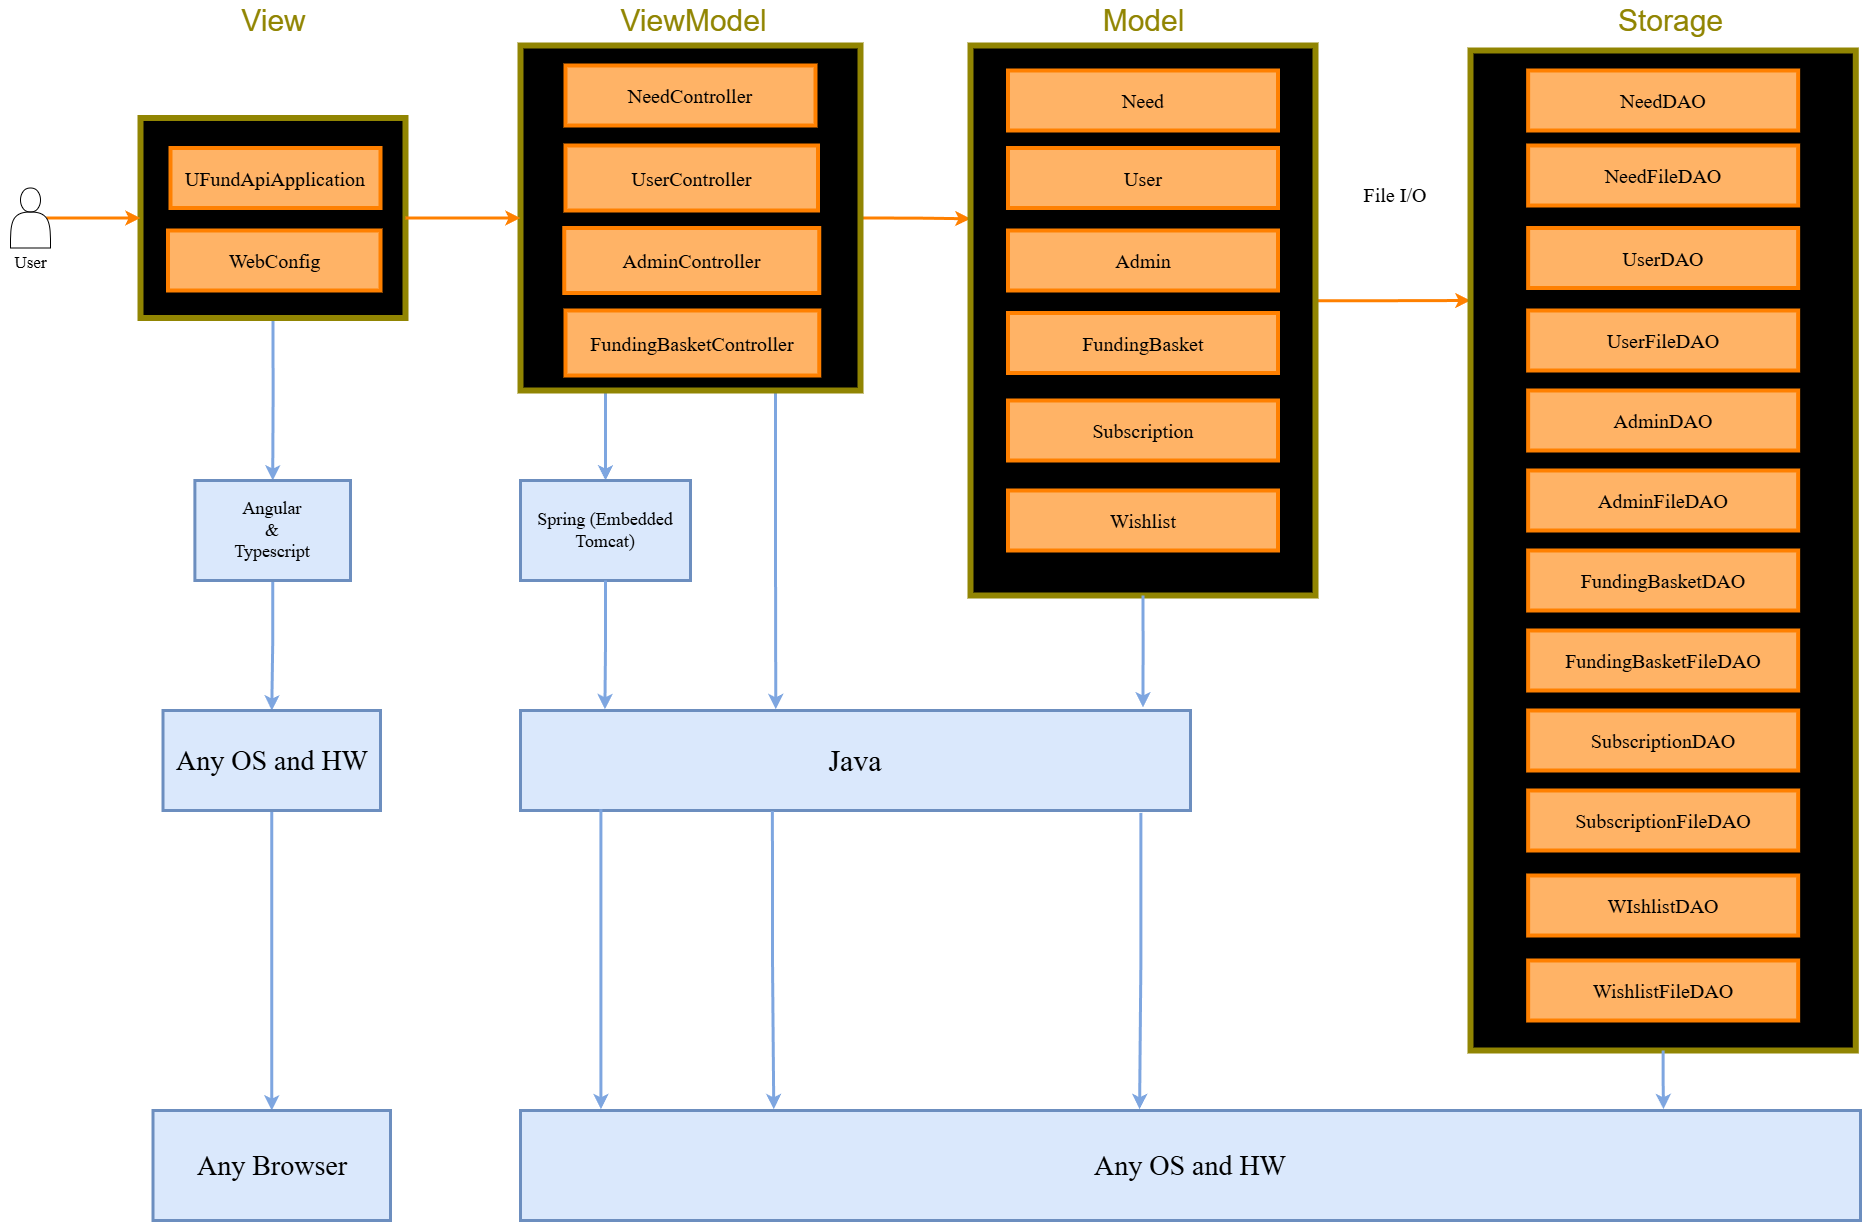 View
ViewModel
Model
Storage
User
UFundApiApplication
WebConfig
NeedController
UserController
AdminController
FundingBasketController
Need
User
Admin
FundingBasket
Subscription
Wishlist
File I/O
NeedDAO
NeedFileDAO
UserDAO
UserFileDAO
AdminDAO
AdminFileDAO
FundingBasketDAO
FundingBasketFileDAO
SubscriptionDAO
SubscriptionFileDAO
WIshlistDAO
WishlistFileDAO
Angular
&
Typescript
Spring (Embedded
Tomcat)
Any OS and HW
Java
Any Browser
Any OS and HW